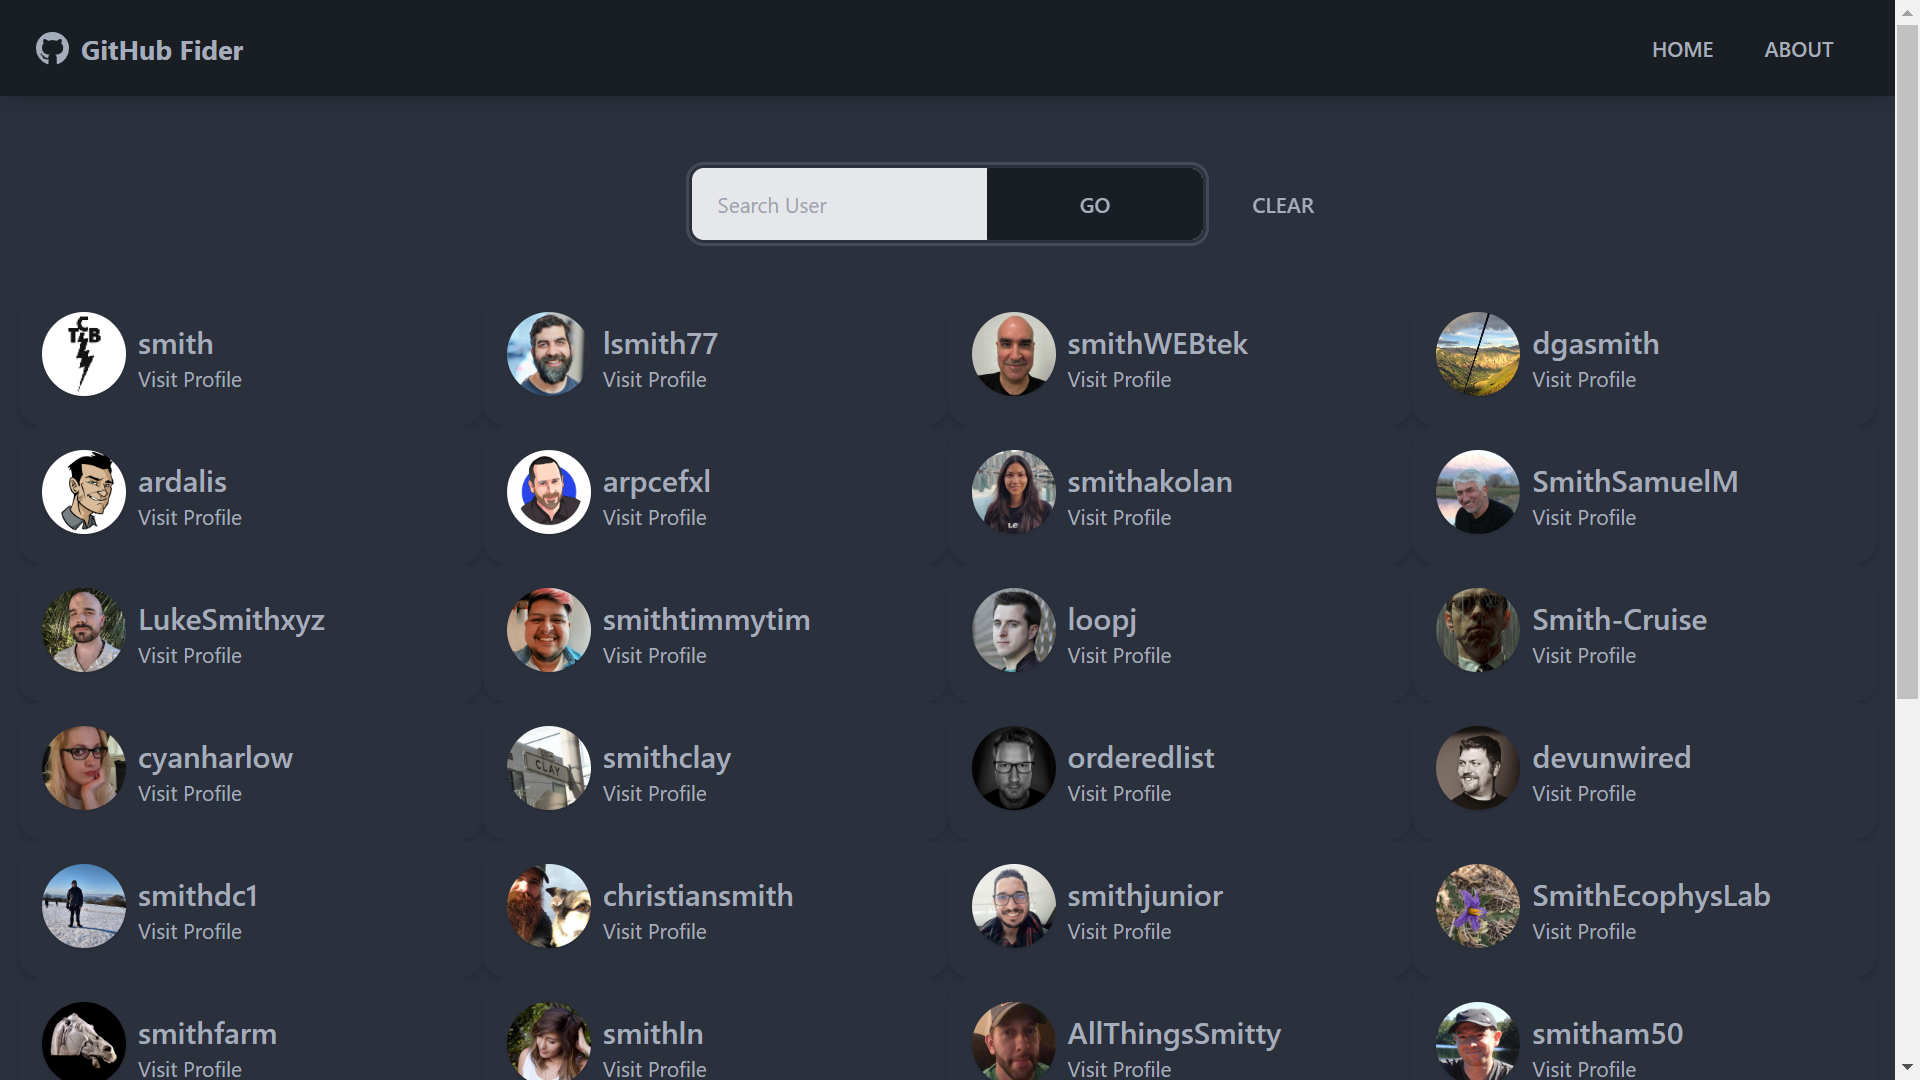 GitHub Fider
HOME
ABOUT
Search User
GO
CLEAR
TCB
smith
Visit Profile
lsmith77
Visit Profile
smithWEBtek
Visit Profile
dgasmith
Visit Profile
ardalis
Visit Profile
arpcefxl
Visit Profile
smithakolan
Visit Profile
SmithSamuelM
Visit Profile
LukeSmithxyz
Visit Profile
smithtimmytim
Visit Profile
loopj
Visit Profile
Smith-Cruise
Visit Profile
cyanharlow
Visit Profile
CLAY
smithclay
Visit Profile
orderedlist
Visit Profile
devunwired
Visit Profile
smithdc1
Visit Profile
christiansmith
Visit Profile
smithjunior
Visit Profile
SmithEcophysLab
Visit Profile
smithfarm
Visit Profile
smithln
Visit Profile
AllThingsSmitty
Visit Profile
smitham50
Visit Profile